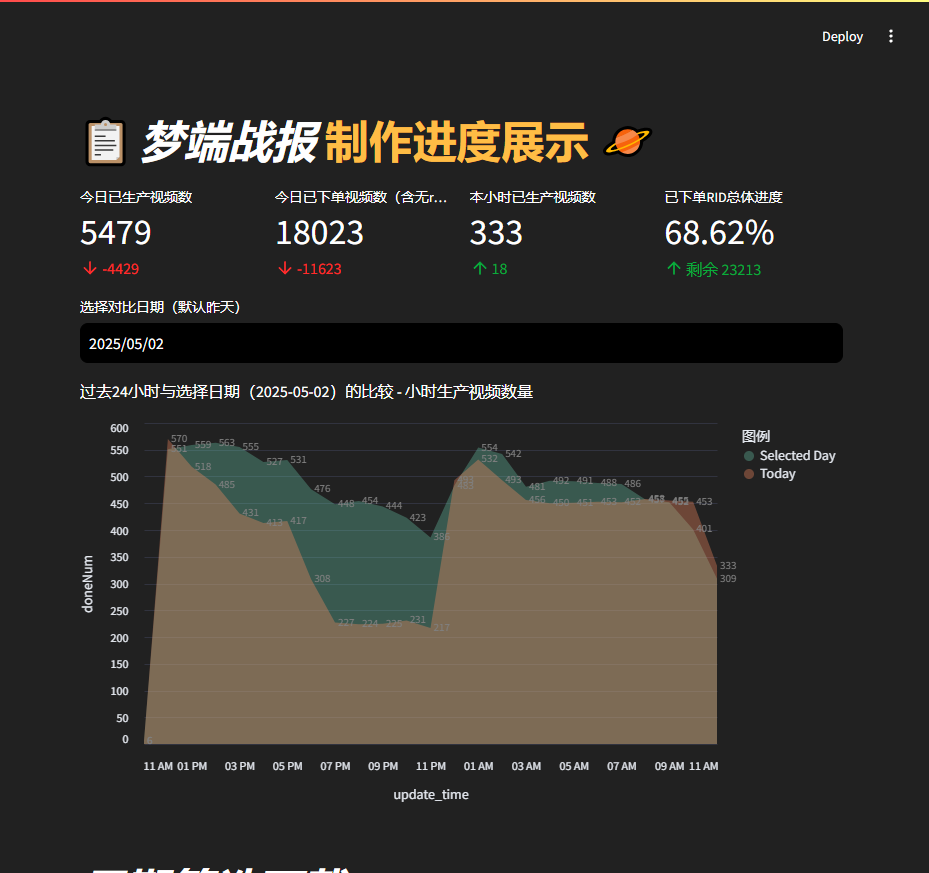 Deploy
梦端战报制作进度展示
今日已生产视频数
5479
-4429
今日已下单视频数（含无r...
18023
-11623
本小时已生产视频数
333
18
已下单RID总体进度
68.62%
剩余 23213
选择对比日期（默认昨天）
2025/05/02
过去24小时与选择日期（2025-05-02）的比较 - 小时生产视频数量
图例
Selected Day
Today
doneNum
600
550
500
450
400
350
300
250
200
150
100
50
0
570
551 559 563 555 527 531 476 448 454 444 423 386
518 485 431 413 417 308 227 224 225 231 217
554 542 481 492 491 488 486
532 493 456 450 451 453 453 453
401
333
309
6
11 AM 01 PM 03 PM 05 PM 07 PM 09 PM 11 PM 01 AM 03 AM 05 AM 07 AM 09 AM 11 AM
update_time